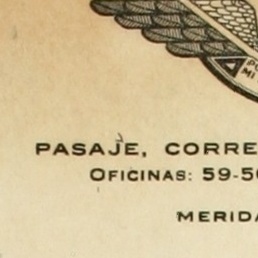 PASAJE, CORRE
OFICINAS: 59-5
MERIDA